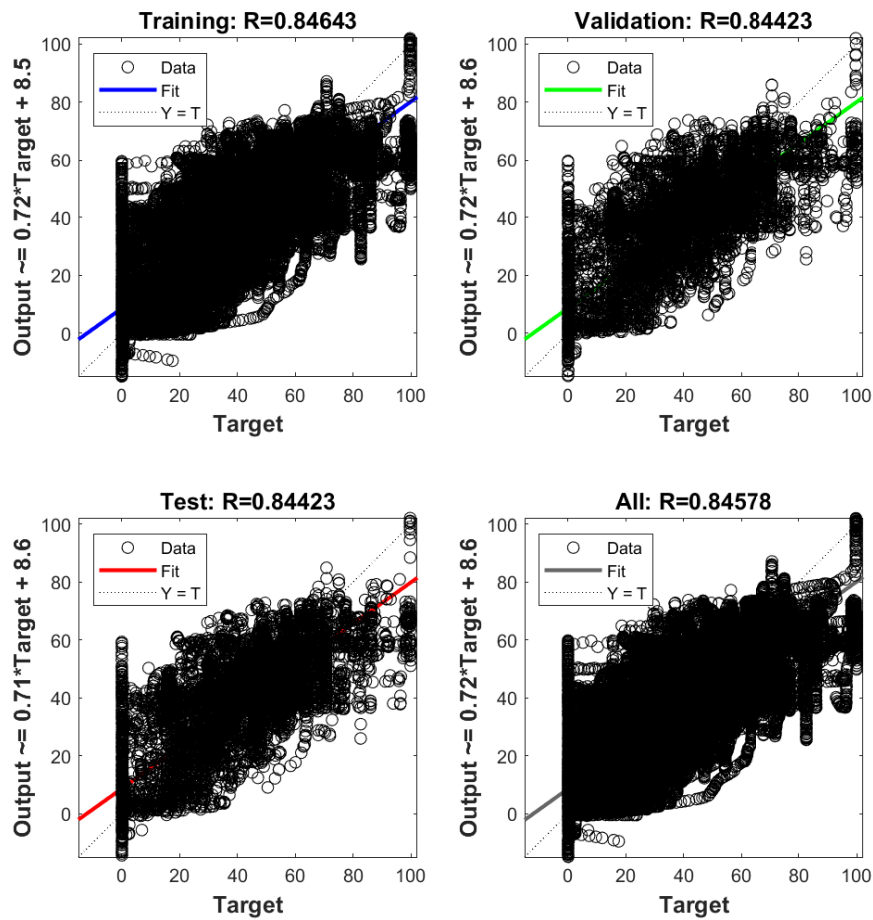 Training: R=0.84643
Output ~= 0.72*Target + 8.5
100
80
60
40
20
0
Data
Fit
Y = T
0 20 40 60 80 100
Target
Validation: R=0.84423
Output ~= 0.72*Target + 8.6
100
80
60
40
20
0
Data
Fit
Y = T
0 20 40 60 80 100
Target
Test: R=0.84423
Output ~= 0.71*Target + 8.6
100
80
60
40
20
0
Data
Fit
Y = T
0 20 40 60 80 100
Target
All: R=0.84578
Output ~= 0.72*Target + 8.6
100
80
60
40
20
0
Data
Fit
Y = T
0 20 40 60 80 100
Target